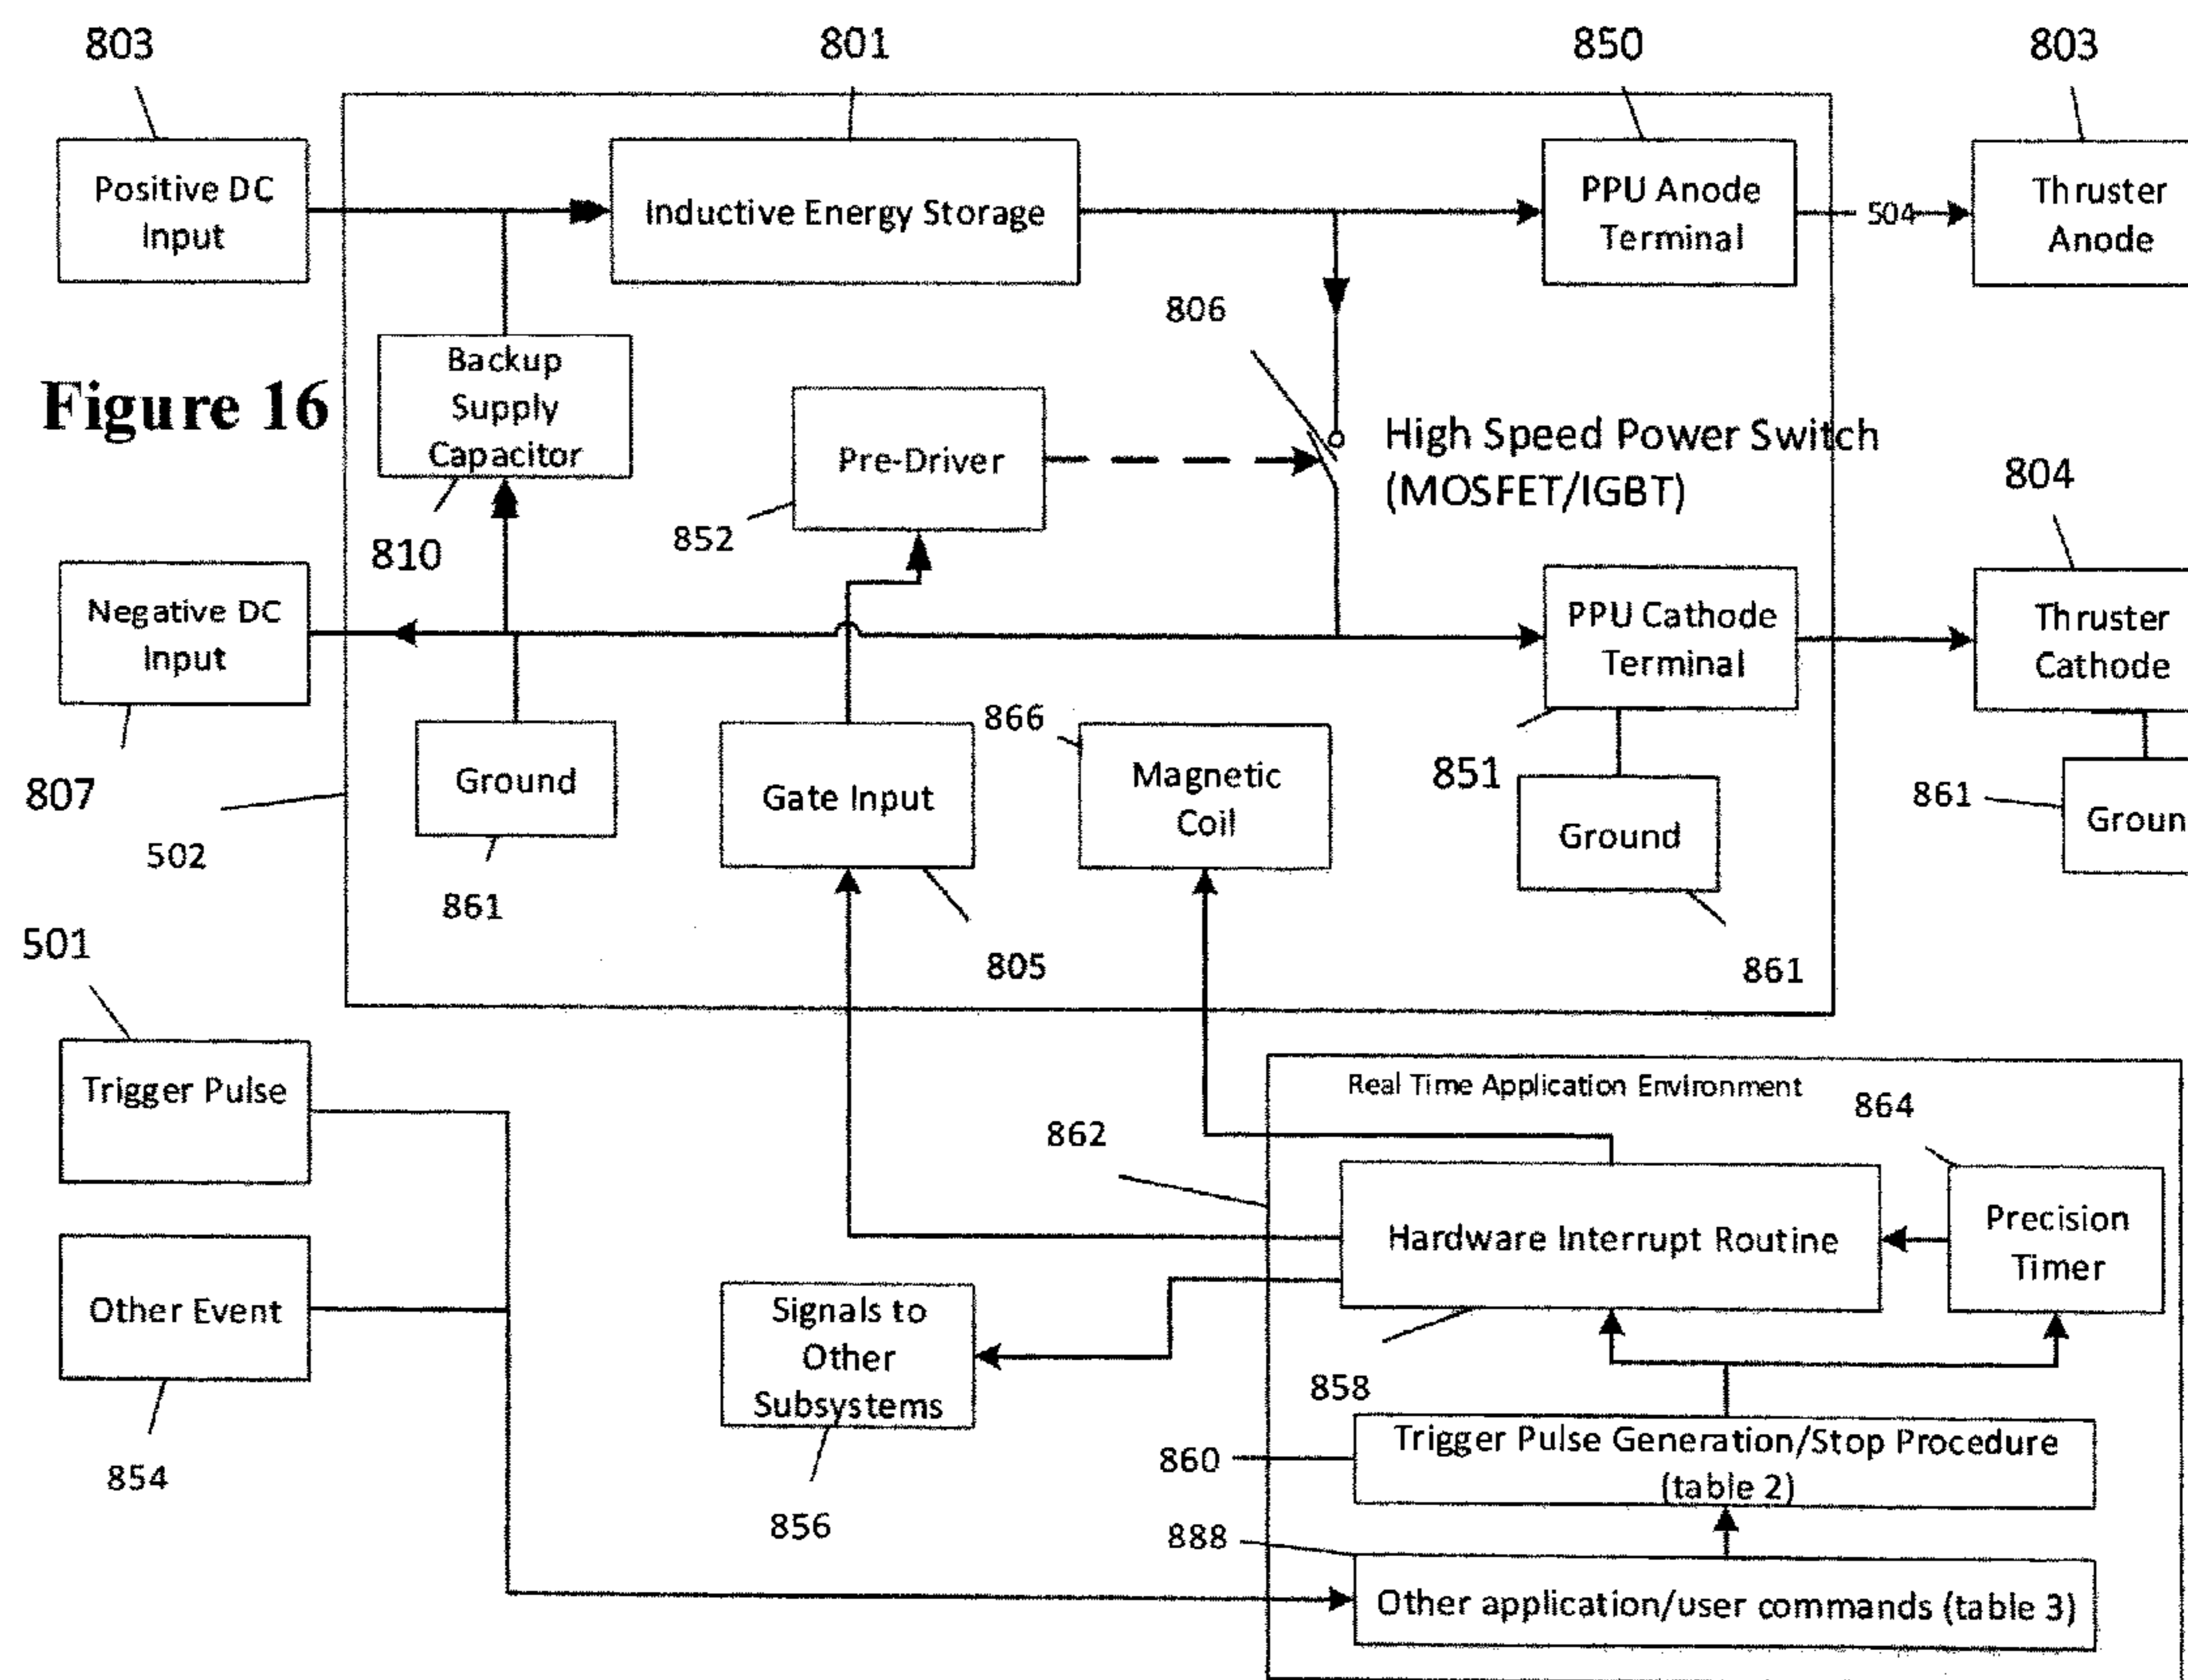 803
801
850
803
Positive DC
Input
Inductive Energy Storage
PPU Anode
Terminal
504
Thruster
Anode
806
Figure 16
Backup
Supply
Capacitor
Pre-Driver
High Speed Power Switch
(MOSFET/IGBT)
804
852
810
Negative DC
Input
PPU Cathode
Terminal
Thruster
Cathode
866
807
Ground
Gate Input
Magnetic
Coil
851
861
Groun
502
Ground
861
805
861
501
Trigger Pulse
Real Time Application Environment
864
862
Hardware Interrupt Routine
Precision
Timer
Other Event
Signals to
Other
Subsystems
858
854
856
860
Trigger Pulse Generation/Stop Procedure
(table 2)
888
Other application/user commands (table 3)